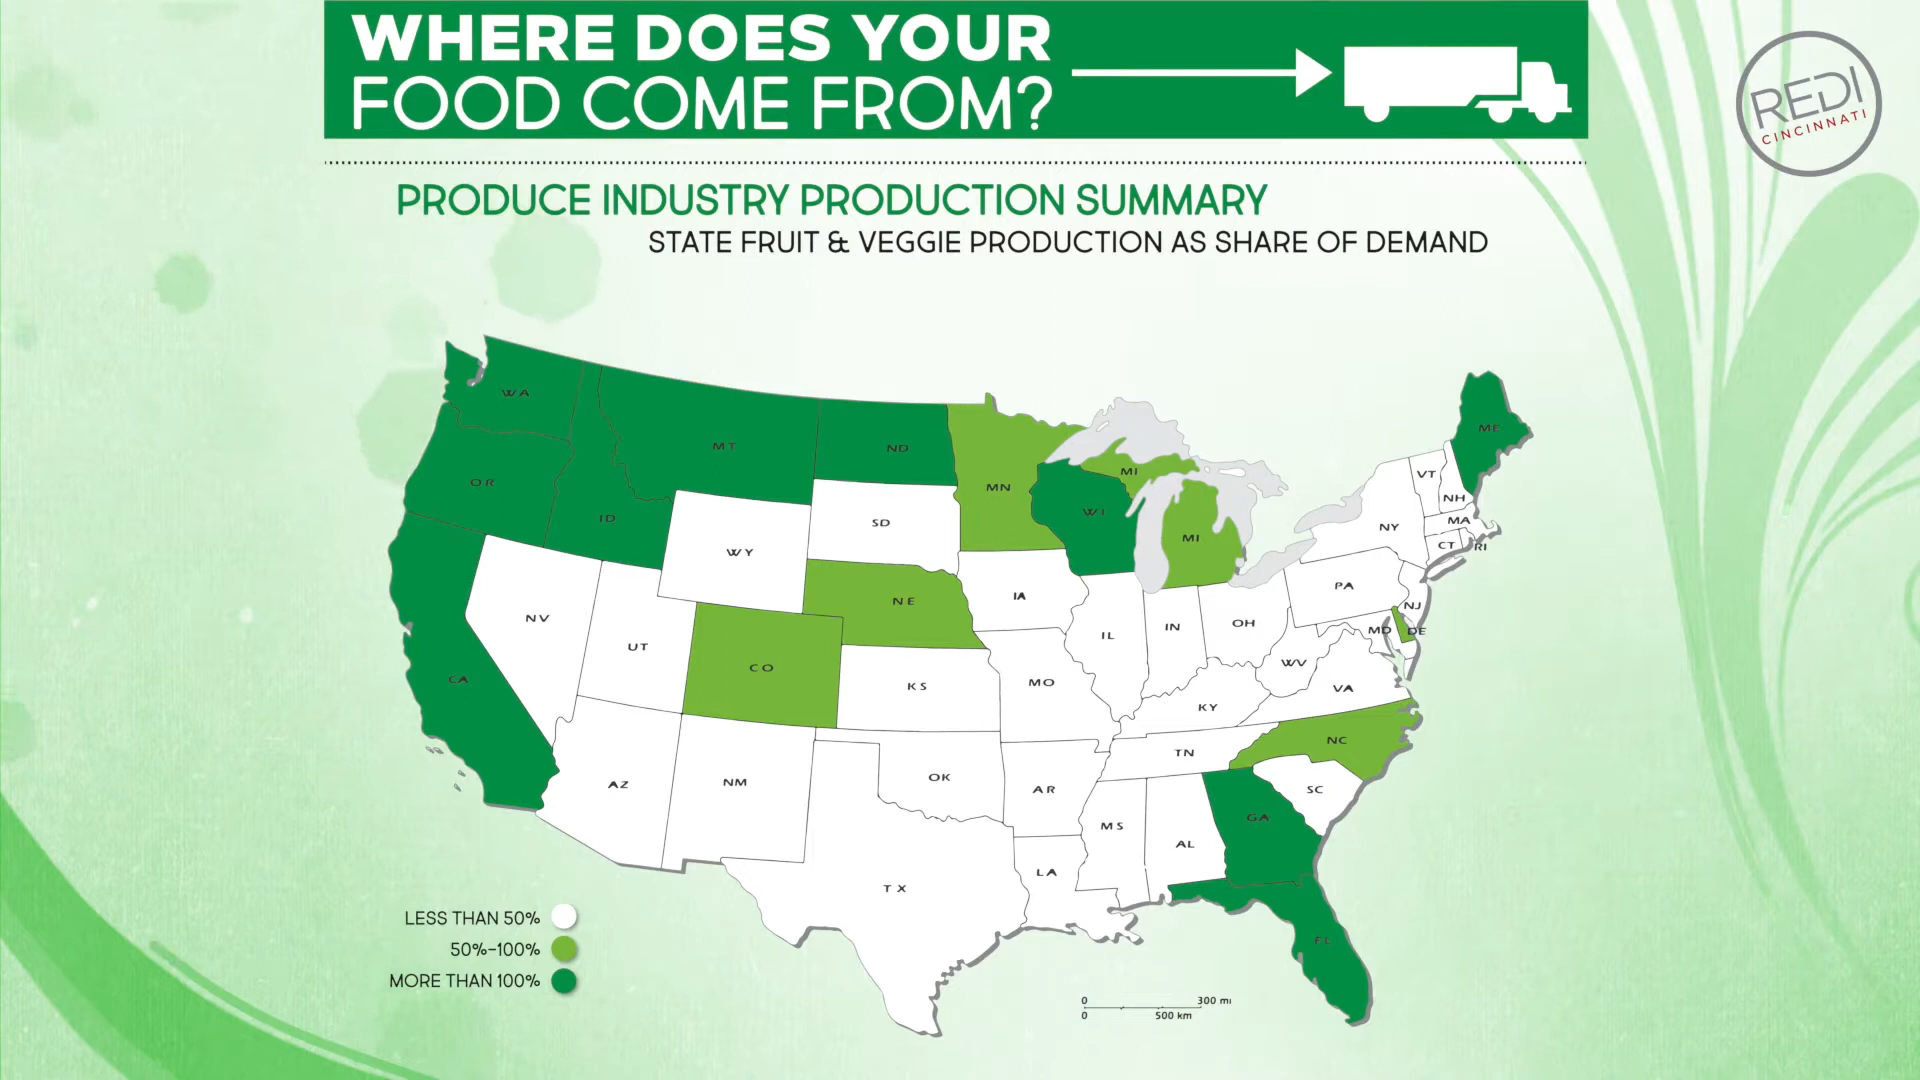 WHERE DOES YOUR
FOOD COME FROM?
REDI
CINCINNATI
PRODUCE INDUSTRY PRODUCTION SUMMARY
STATE FRUIT & VEGGIE PRODUCTION AS SHARE OF DEMAND
WA
MT
ND
ME
OR
ID
MN
MI
WI
VT
NH
SD
WY
NY
MA
MI
CT
RI
NE
IA
PA
NJ
NV
UT
IL
IN
OH
MD
DE
CO
KS
MO
WV
VA
CA
KY
NC
AZ
NM
OK
AR
TN
SC
MS
AL
GA
TX
LA
FL
LESS THAN 50%
50%-100%
MORE THAN 100%
0 300 mi
0 500 km